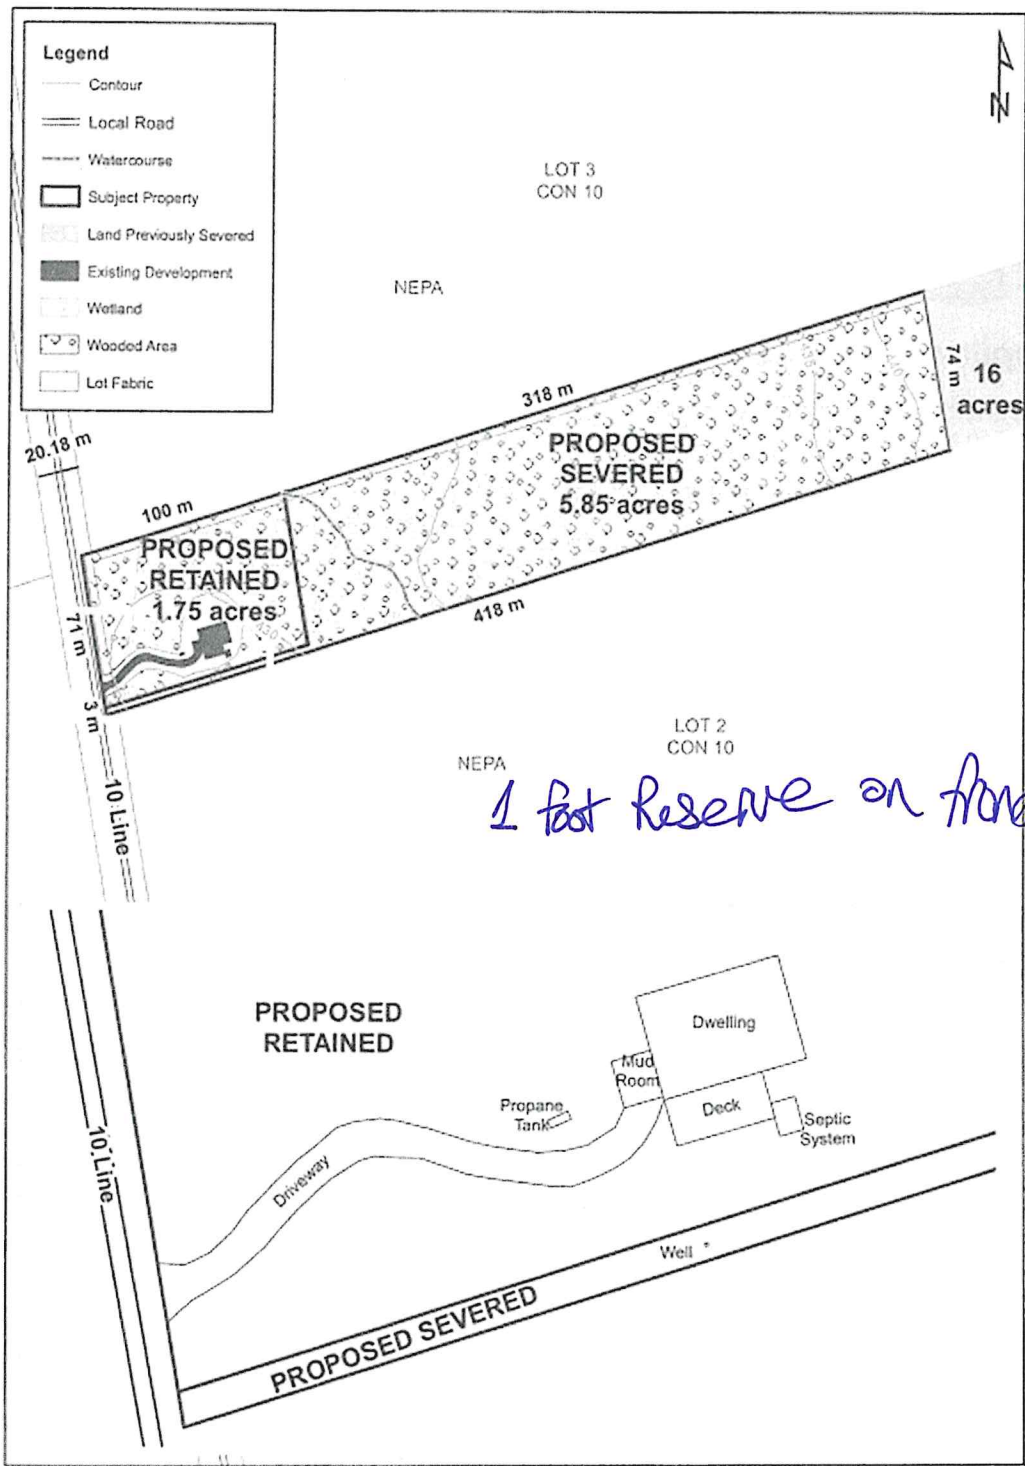 Legend
Contour
Local Road
Watercourse
Subject Property
Land Previously Severed
Existing Development
Wetland
Wooded Area
Lot Fabric
N
LOT 3
CON 10
NEPA
20.18 m
100 m
318 m
74 m
16
acres
PROPOSED
SEVERED
5.85 acres
435
440
PROPOSED
RETAINED
1.75 acres
430
71 m
3 m
418 m
10 Line
LOT 2
CON 10
NEPA
1 foot Reserve on
PROPOSED
RETAINED
Dwelling
Mud
Room
Deck
Propane
Tank
Septic
System
Driveway
10 Line
Well
PROPOSED SEVERED